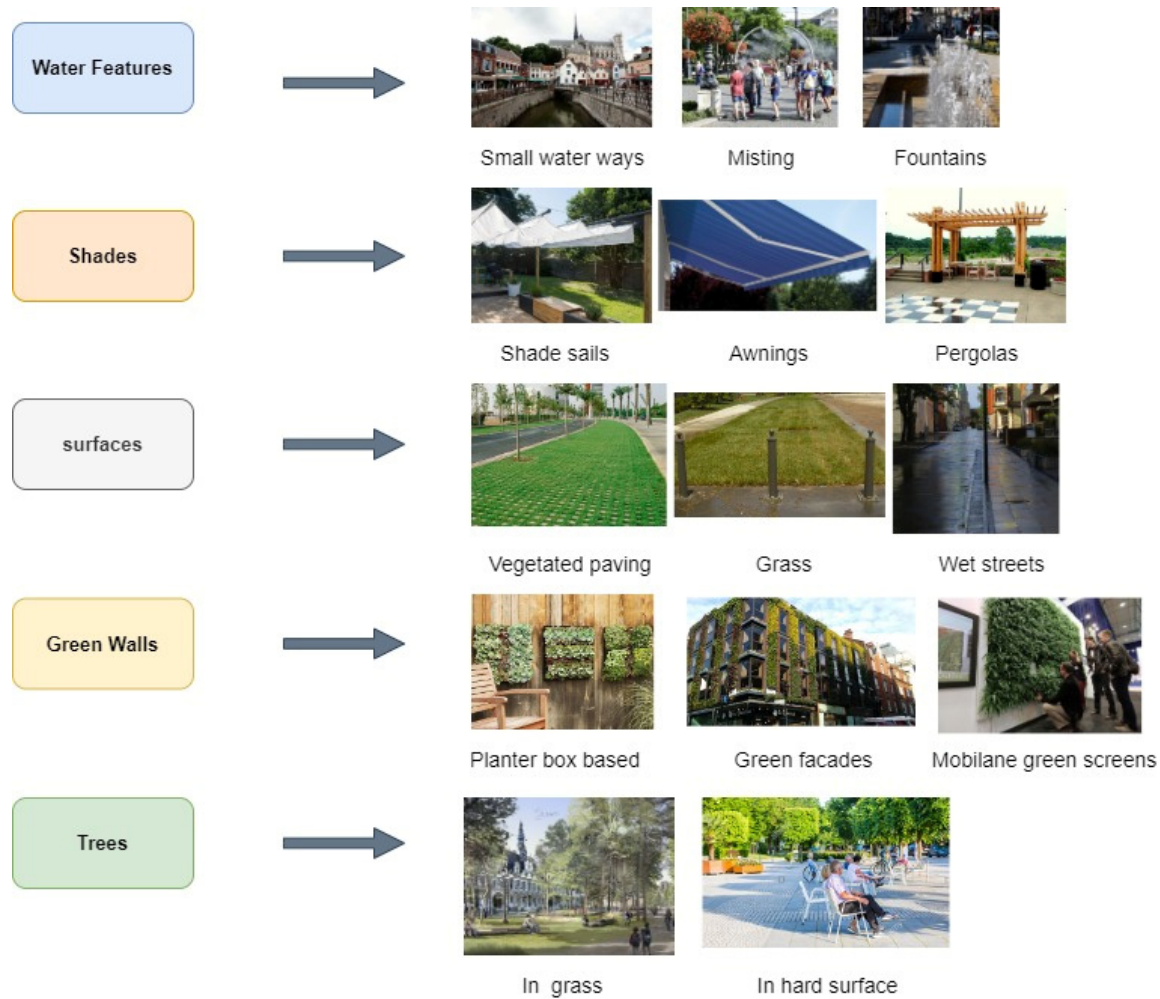 Water Features
Small water ways
Misting
Fountains
Shades
Shade sails
Awnings
Pergolas
surfaces
Vegetated paving
Grass
Wet streets
Green Walls
Planter box based
Green facades
Mobilane green screens
Trees
In grass
In hard surface